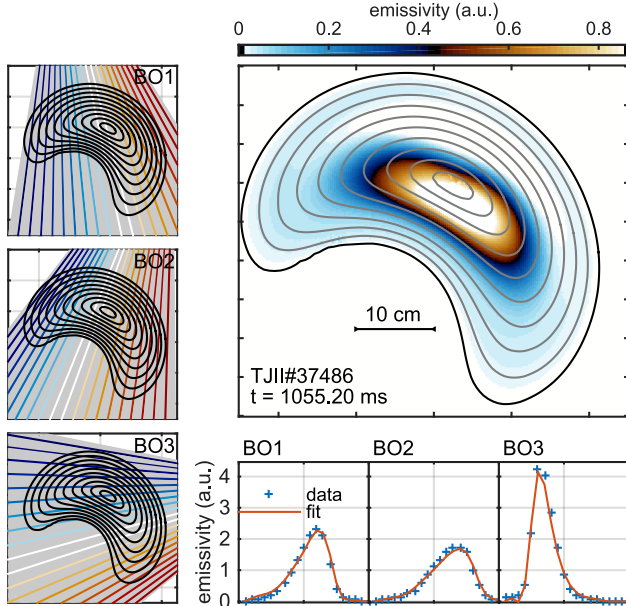 emissivity (a.u.)
0 0.2 0.4 0.6 0.8
BO1
BO2
BO3
10 cm
TJII#37486
t = 1055.20 ms
BO1 BO2 BO3
emissivity (a.u.)
4
3
2
1
0
data
fit